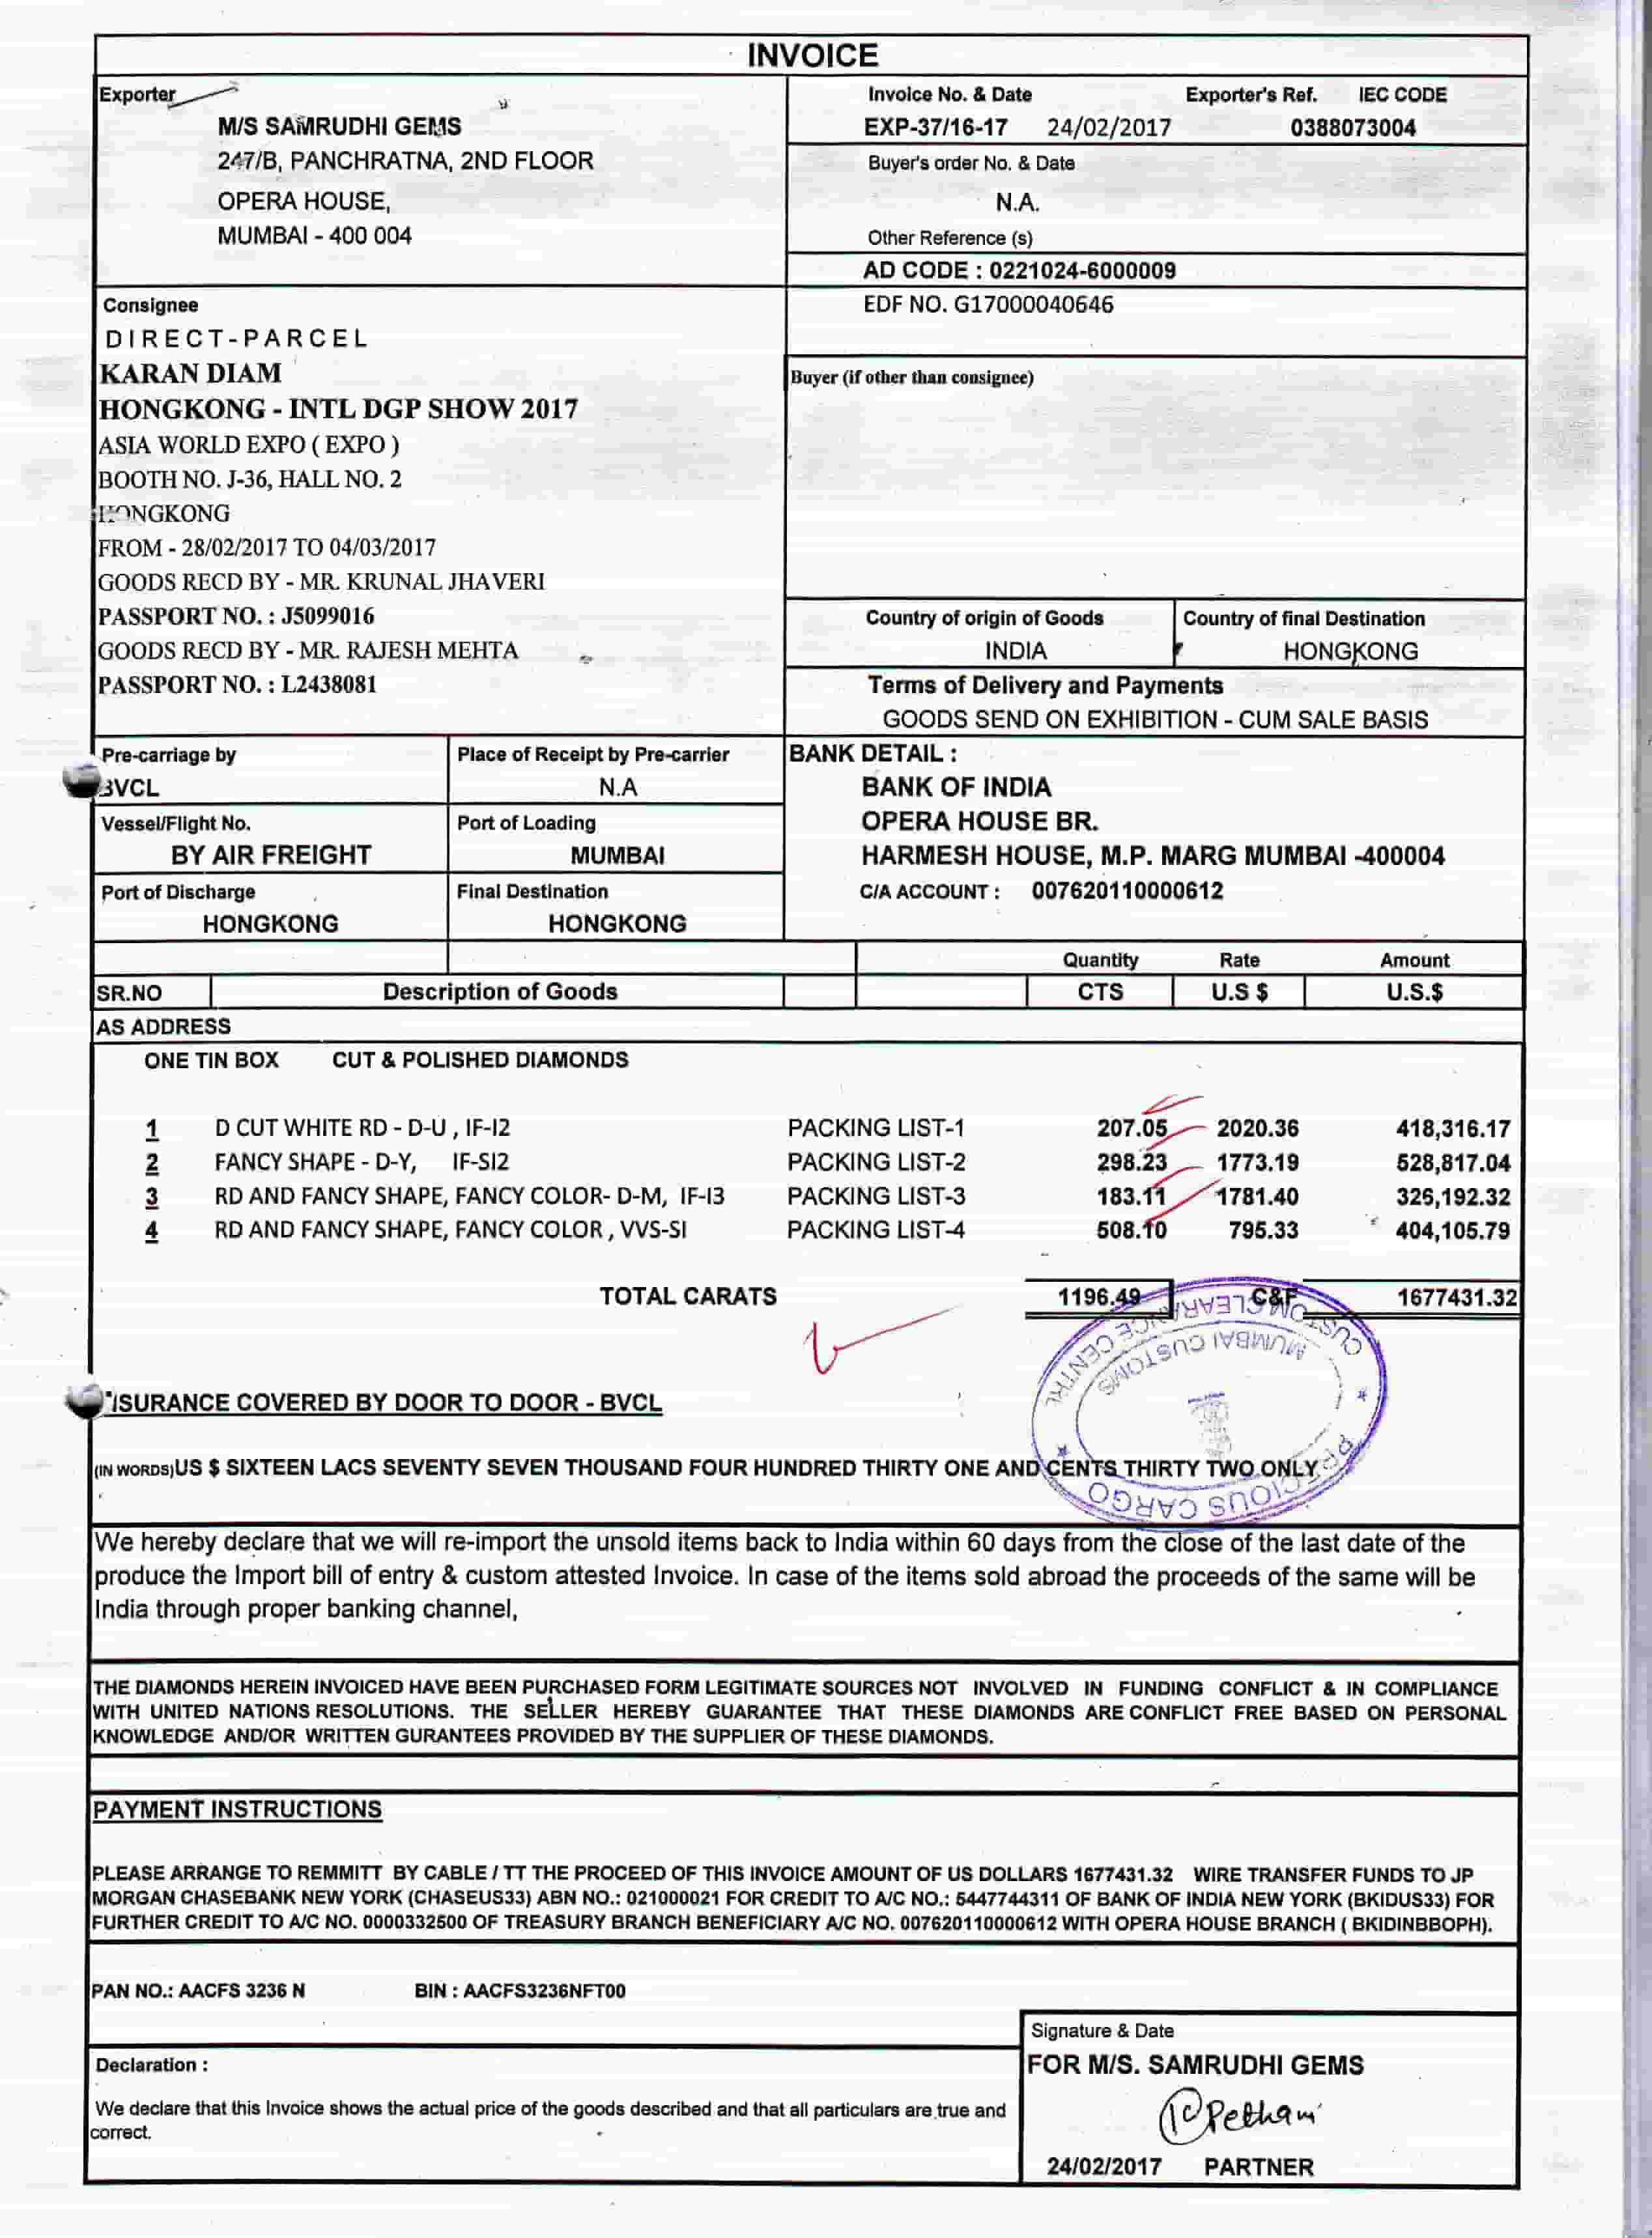 INVOICE
Exporter
M/S SAMRUDHI GEMS
247/B, PANCHRATNA, 2ND FLOOR
OPERA HOUSE,
MUMBAI - 400 004
Invoice No. & Date Exporter's Ref. IEC CODE
EXP-37/16-17 24/02/2017 0388073004
Buyer's order No. & Date
N.A.
Other Reference (s)
AD CODE : 0221024-6000009
EDF NO. G17000040646
Consignee
DIRECT-PARCEL
KARAN DIAM
HONGKONG - INTL DGP SHOW 2017
ASIA WORLD EXPO ( EXPO )
BOOTH NO. J-36, HALL NO. 2
HONGKONG
FROM - 28/02/2017 TO 04/03/2017
GOODS RECD BY - MR. KRUNAL JHAVERI
PASSPORT NO. : J5099016
GOODS RECD BY - MR. RAJESH MEHTA
PASSPORT NO. : L2438081
Buyer (if other than consignee)
Country of origin of Goods Country of final Destination
INDIA HONGKONG
Terms of Delivery and Payments
GOODS SEND ON EXHIBITION - CUM SALE BASIS
Pre-carriage by Place of Receipt by Pre-carrier
BVCL N.A
Vessel/Flight No. Port of Loading
BY AIR FREIGHT MUMBAI
Port of Discharge Final Destination
HONGKONG HONGKONG
BANK DETAIL :
BANK OF INDIA
OPERA HOUSE BR.
HARMESH HOUSE, M.P. MARG MUMBAI -400004
C/A ACCOUNT : 007620110000612
Quantity Rate Amount
SR.NO Description of Goods CTS U.S $ U.S.$
AS ADDRESS
ONE TIN BOX CUT & POLISHED DIAMONDS
1 D CUT WHITE RD - D-U , IF-I2 PACKING LIST-1 207.05 2020.36 418,316.17
2 FANCY SHAPE - D-Y, IF-SI2 PACKING LIST-2 298.23 1773.19 528,817.04
3 RD AND FANCY SHAPE, FANCY COLOR- D-M, IF-I3 PACKING LIST-3 183.11 1781.40 326,192.32
4 RD AND FANCY SHAPE, FANCY COLOR , VVS-SI PACKING LIST-4 508.10 795.33 404,105.79
TOTAL CARATS 1196.49 C&F 1677431.32
CUSTOM CLEARANCE CENTRE
MUMBAI CUSTOMS
PRECIOUS CARGO
ISURANCE COVERED BY DOOR TO DOOR - BVCL
(IN WORDS)US $ SIXTEEN LACS SEVENTY SEVEN THOUSAND FOUR HUNDRED THIRTY ONE AND CENTS THIRTY TWO ONLY
We hereby declare that we will re-import the unsold items back to India within 60 days from the close of the last date of the
produce the Import bill of entry & custom attested Invoice. In case of the items sold abroad the proceeds of the same will be
India through proper banking channel,
THE DIAMONDS HEREIN INVOICED HAVE BEEN PURCHASED FORM LEGITIMATE SOURCES NOT INVOLVED IN FUNDING CONFLICT & IN COMPLIANCE
WITH UNITED NATIONS RESOLUTIONS. THE SELLER HEREBY GUARANTEE THAT THESE DIAMONDS ARE CONFLICT FREE BASED ON PERSONAL
KNOWLEDGE AND/OR WRITTEN GURANTEES PROVIDED BY THE SUPPLIER OF THESE DIAMONDS.
PAYMENT INSTRUCTIONS
PLEASE ARRANGE TO REMMITT BY CABLE / TT THE PROCEED OF THIS INVOICE AMOUNT OF US DOLLARS 1677431.32 WIRE TRANSFER FUNDS TO JP
MORGAN CHASEBANK NEW YORK (CHASEUS33) ABN NO.: 021000021 FOR CREDIT TO A/C NO.: 5447744311 OF BANK OF INDIA NEW YORK (BKIDUS33) FOR
FURTHER CREDIT TO A/C NO. 0000332500 OF TREASURY BRANCH BENEFICIARY A/C NO. 007620110000612 WITH OPERA HOUSE BRANCH ( BKIDINBBOPH).
PAN NO.: AACFS 3236 N BIN : AACFS3236NFT00
Declaration :
We declare that this Invoice shows the actual price of the goods described and that all particulars are true and
correct.
Signature & Date
FOR M/S. SAMRUDHI GEMS
24/02/2017 PARTNER